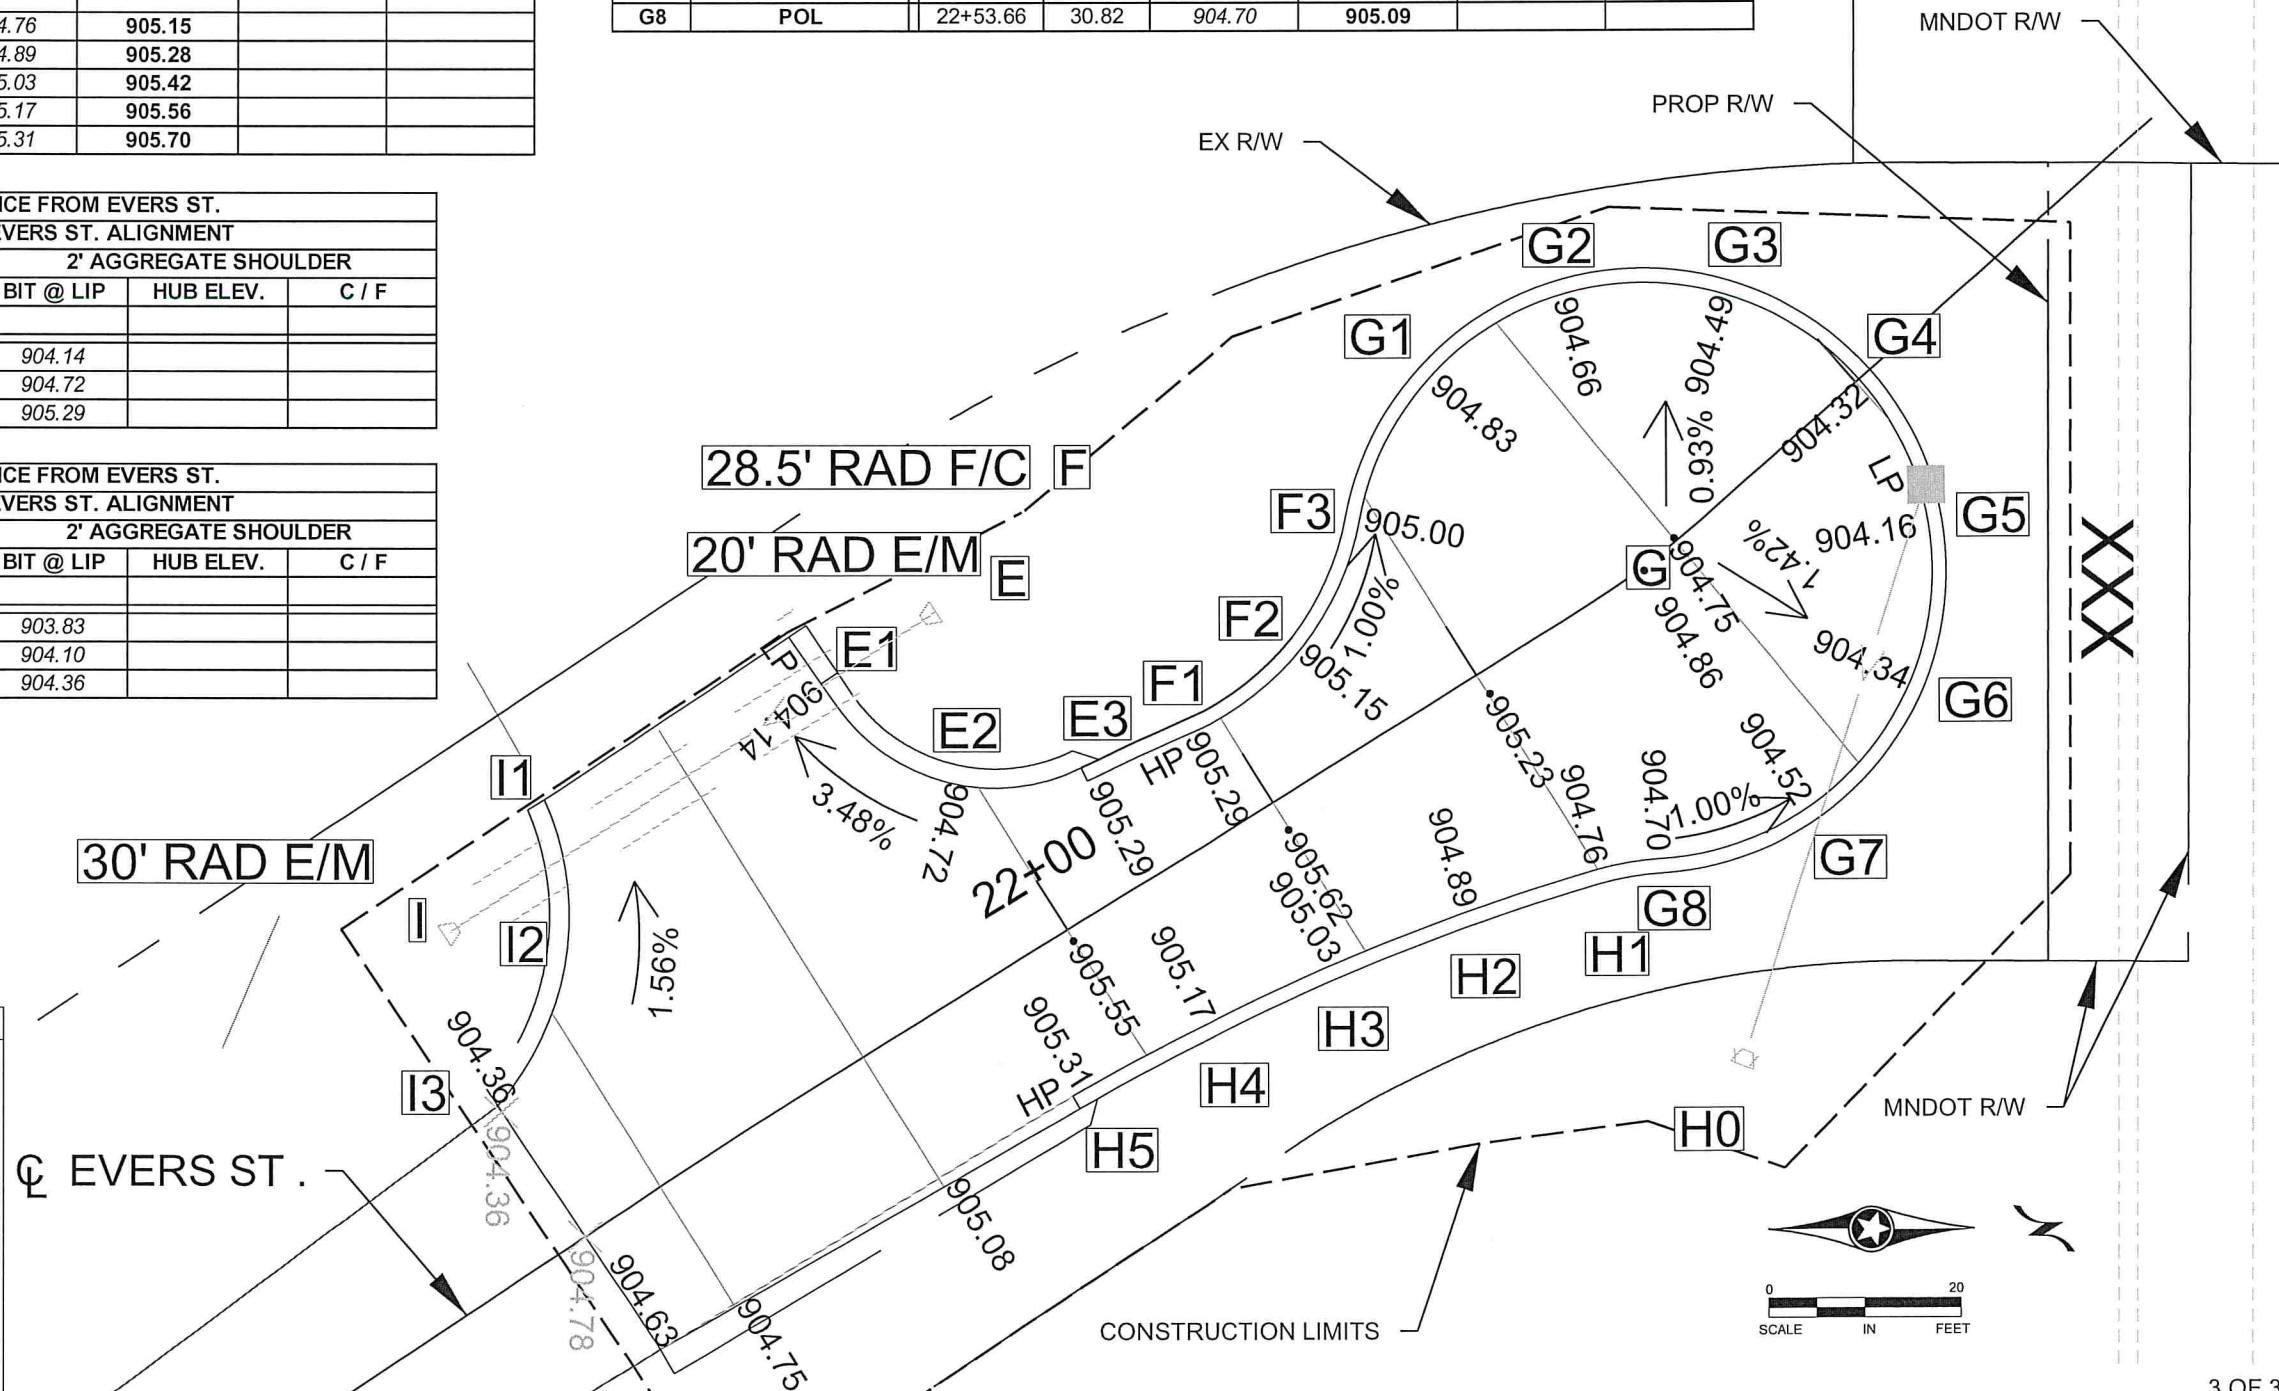 4.76 905.15
4.89 905.28
5.03 905.42
5.17 905.56
5.31 905.70
G8 POL 22+53.66 30.82 904.70 905.09
NCE FROM EVERS ST.
EVERS ST. ALIGNMENT
2' AGGREGATE SHOULDER
BIT @ LIP HUB ELEV. C / F
904.14
904.72
905.29
NCE FROM EVERS ST.
EVERS ST. ALIGNMENT
2' AGGREGATE SHOULDER
BIT @ LIP HUB ELEV. C / F
903.83
904.10
904.36
MNDOT R/W
PROP R/W
EX R/W
G2
G3
G1
G4
904.66
904.49
904.83
904.32
0.93%
LP
28.5' RAD F/C F
F3
905.00
G5
904.16
1.42%
20' RAD E/M E
G
904.75
XXX
F2
1.00%
904.86
E1
LP
905.15
904.34
F1
G6
904.14
E2
E3
905.23
HP
905.29
904.52
I1
3.48%
904.72
905.29
904.76
904.70
1.00%
30' RAD E/M
22+00
904.89
G7
905.62
905.03
G8
I
I2
1.56%
905.17
H1
H2
905.55
H3
904.36
905.31
HP
H4
I3
MNDOT R/W
H0
H5
904.36
CL EVERS ST .
905.08
904.78
904.63
904.75
CONSTRUCTION LIMITS
0 20
SCALE IN FEET
3 OF 3